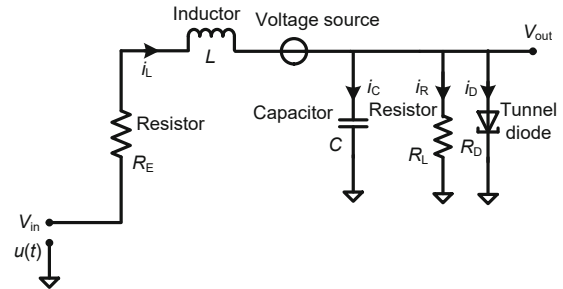 Inductor
Voltage source
V_out
i_L
L
i_C
i_R
i_D
Capacitor
Resistor
Tunnel
diode
Resistor
C
R_L
R_D
R_E
V_in
u(t)